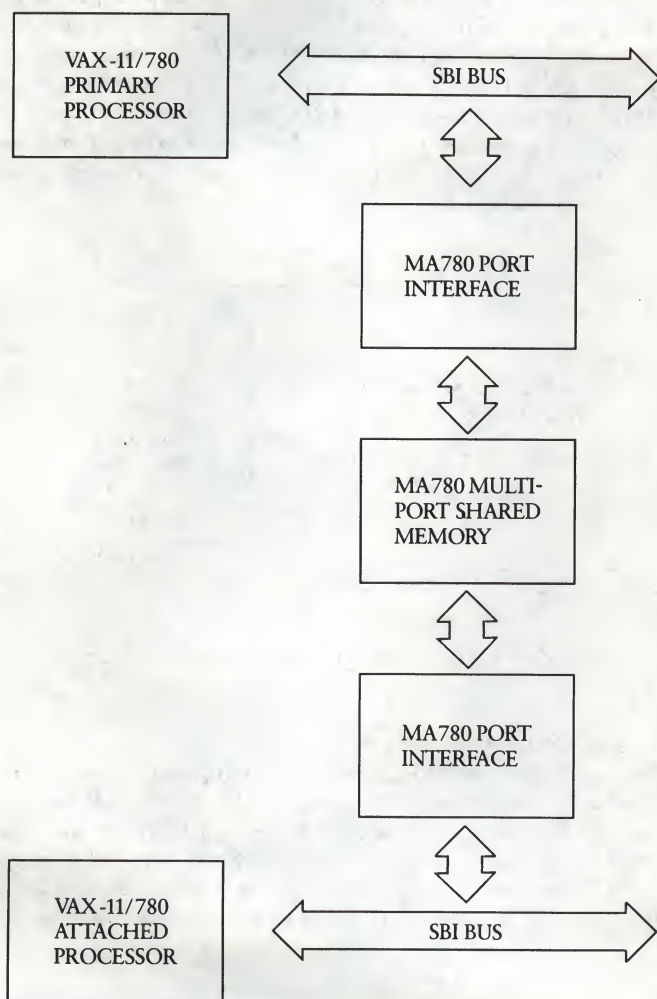 VAX-11/780
PRIMARY
PROCESSOR
SBI BUS
MA780 PORT
INTERFACE
MA780 MULTI-
PORT SHARED
MEMORY
MA780 PORT
INTERFACE
VAX-11/780
ATTACHED
PROCESSOR
SBI BUS